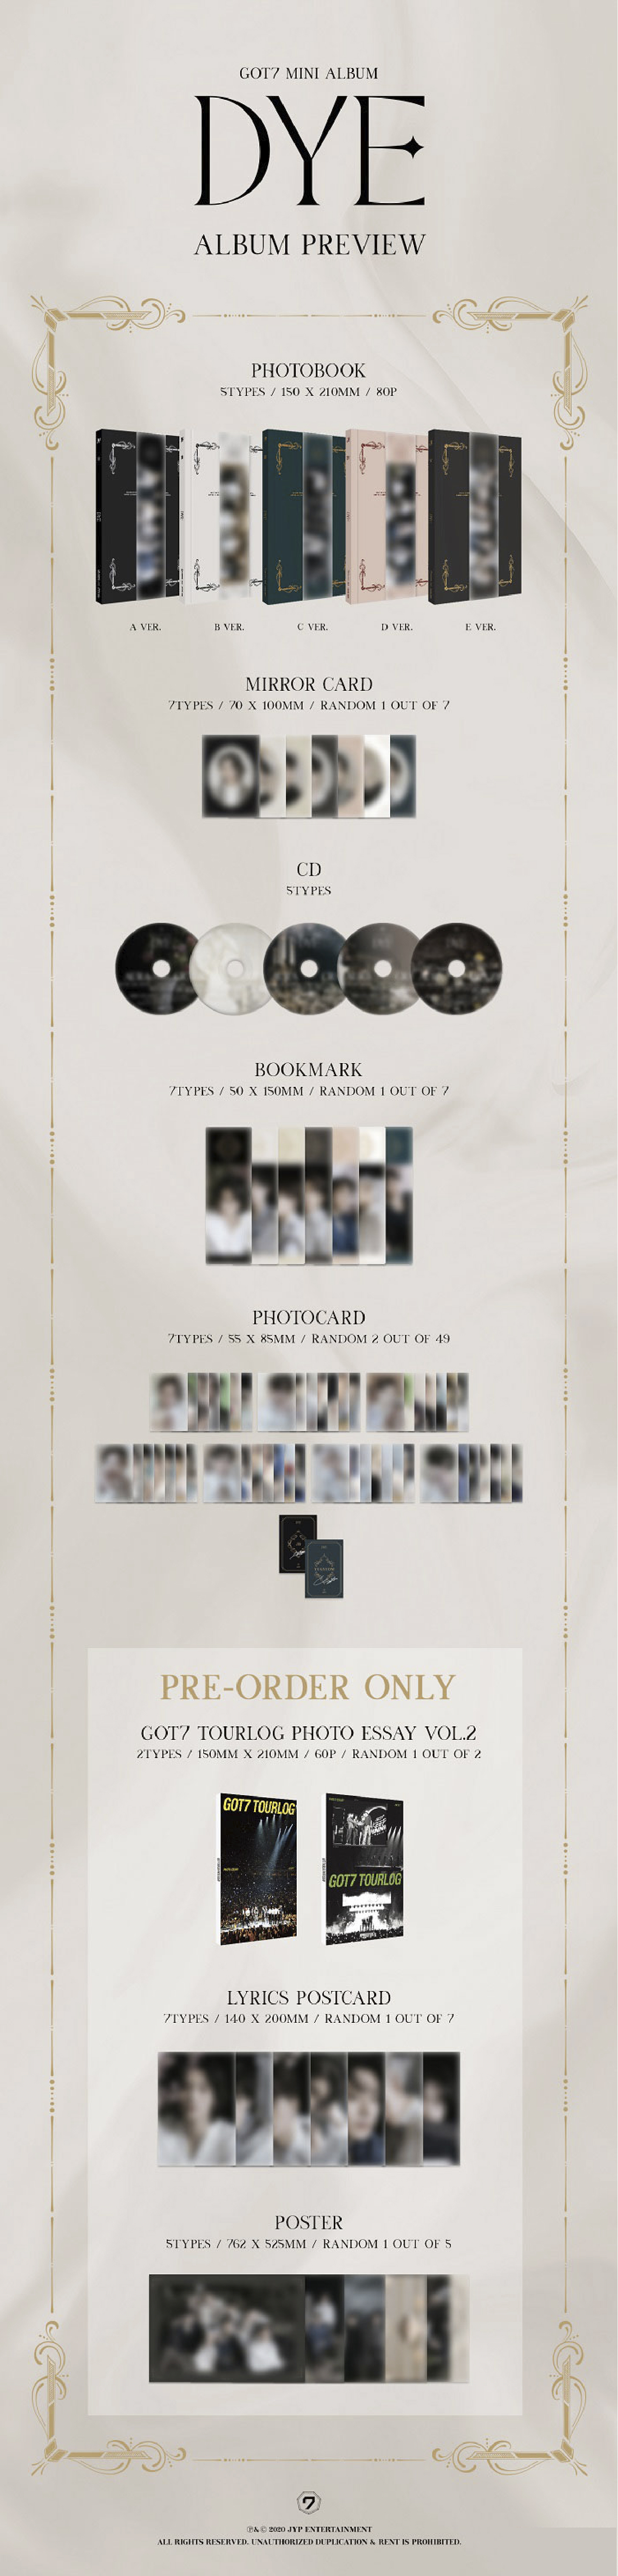 GOT7 MINI ALBUM
DYE
ALBUM PREVIEW
PHOTOBOOK
5TYPES / 150 X 210MM / 80P
A VER.
B VER.
C VER.
D VER.
E VER.
MIRROR CARD
7TYPES / 70 X 100MM / RANDOM 1 OUT OF 7
CD
5TYPES
BOOKMARK
7TYPES / 50 X 150MM / RANDOM 1 OUT OF 7
PHOTOCARD
7TYPES / 55 X 85MM / RANDOM 2 OUT OF 49
PRE-ORDER ONLY
GOT7 TOURLOG PHOTO ESSAY VOL.2
2TYPES / 150MM X 210MM / 60P / RANDOM 1 OUT OF 2
GOT7 TOURLOG
GOT7 TOURLOG
LYRICS POSTCARD
7TYPES / 140 X 200MM / RANDOM 1 OUT OF 7
POSTER
5TYPES / 762 X 525MM / RANDOM 1 OUT OF 5
7
℗& © 2020 JYP ENTERTAINMENT
ALL RIGHTS RESERVED. UNAUTHORIZED DUPLICATION & RENT IS PROHIBITED.